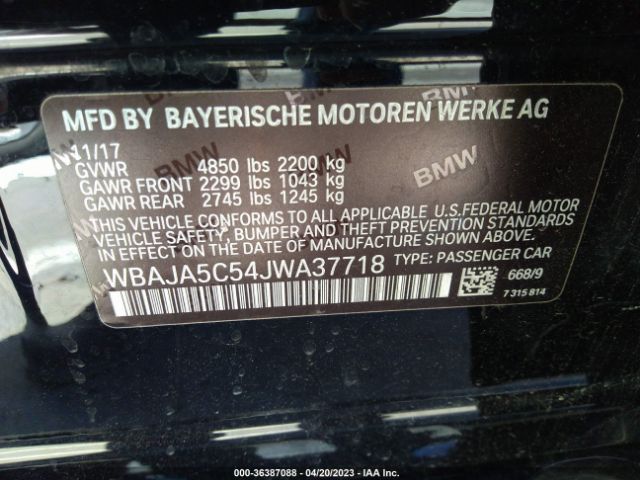 MFD BY BAYERISCHE MOTOREN WERKE AG
11/17
GVWR 4850 lbs 2200 kg
GAWR FRONT 2299 lbs 1043 kg
GAWR REAR 2745 lbs 1245 kg
THIS VEHICLE CONFORMS TO ALL APPLICABLE U.S.FEDERAL MOTOR
VEHICLE SAFETY, BUMPER AND THEFT PREVENTION STANDARDS
IN EFFECT ON THE DATE OF MANUFACTURE SHOWN ABOVE.
WBAJA5C54JWA37718 TYPE: PASSENGER CAR
668/9
7 315 814
BMW
BMW
BMW
000-36387088 - 04/20/2023 - IAA Inc.